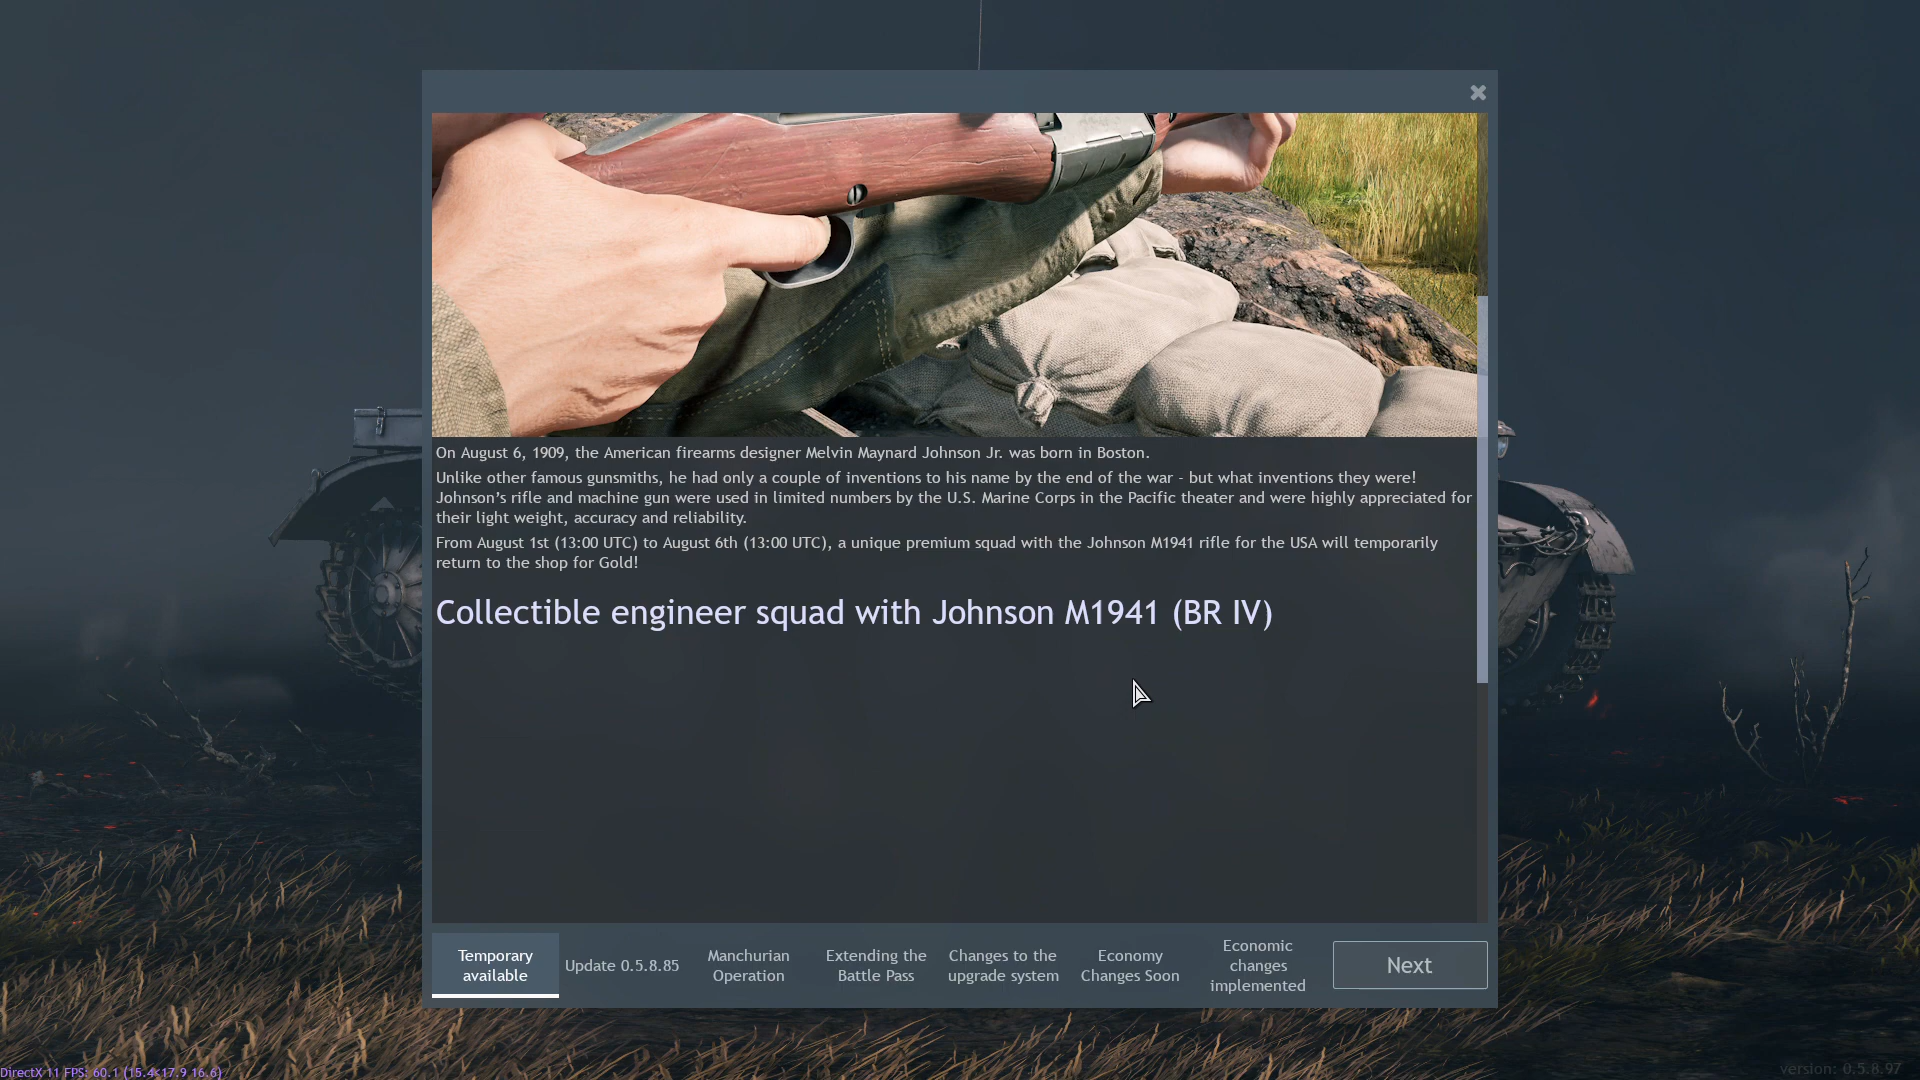 On August 6, 1909, the American firearms designer Melvin Maynard Johnson Jr. was born in Boston.
Unlike other famous gunsmiths, he had only a couple of inventions to his name by the end of the war - but what inventions they were!
Johnson’s rifle and machine gun were used in limited numbers by the U.S. Marine Corps in the Pacific theater and were highly appreciated for
their light weight, accuracy and reliability.
From August 1st (13:00 UTC) to August 6th (13:00 UTC), a unique premium squad with the Johnson M1941 rifle for the USA will temporarily
return to the shop for Gold!
Collectible engineer squad with Johnson M1941 (BR IV)
Temporary
available
Update 0.5.8.85
Manchurian
Operation
Extending the
Battle Pass
Changes to the
upgrade system
Economy
Changes Soon
Economic
changes
implemented
Next
DirectX 11 FPS: 60.1 (15.4<17.9 16.6)
version: 0.5.8.97